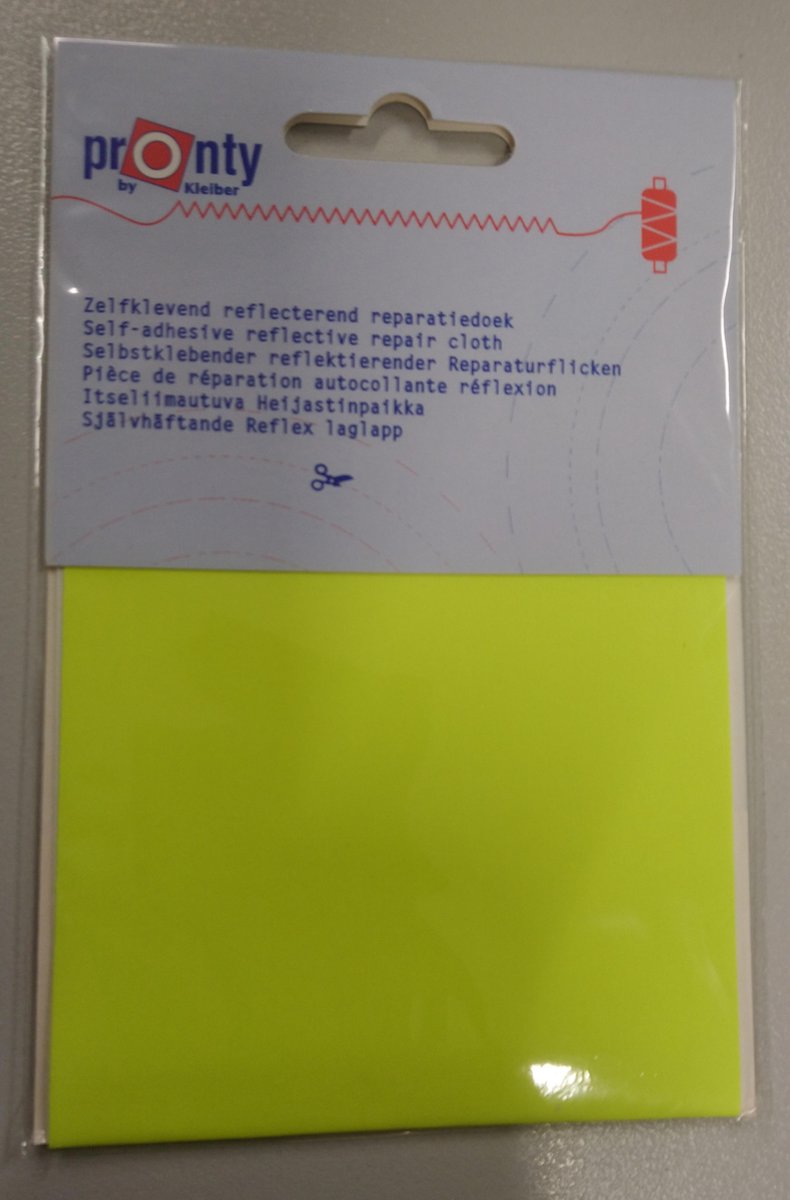 prOnty
by Kleiber
Zelfklevend reflecterend reparatiedoek
Self-adhesive reflective repair cloth
Selbstklebender reflektierender Reparaturflicken
Pièce de réparation autocollante réflexion
Itseliimautuva Heijastinpaikka
Självhäftande Reflex laglapp